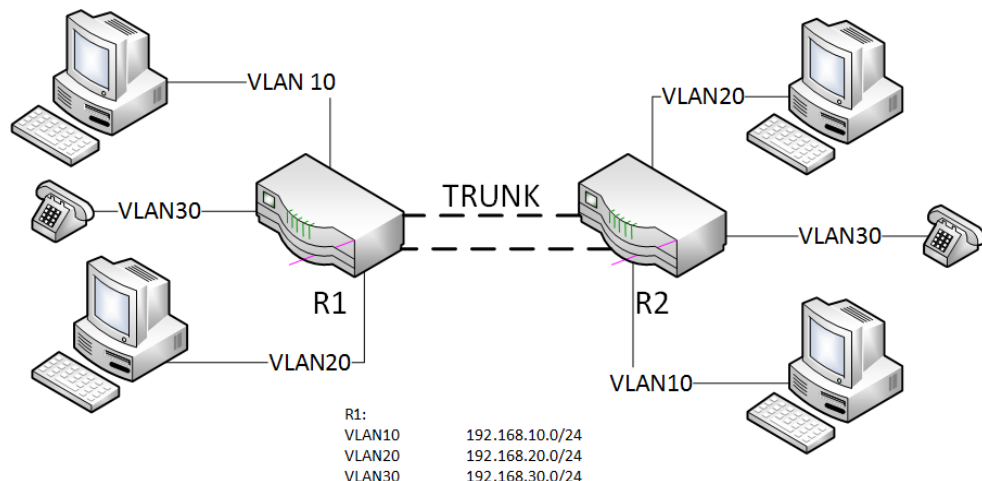 VLAN 10
VLAN20
TRUNK
VLAN30
VLAN30
R1
R2
VLAN20
VLAN10
R1:
VLAN10 192.168.10.0/24
VLAN20 192.168.20.0/24
VLAN30 192.168.30.0/24